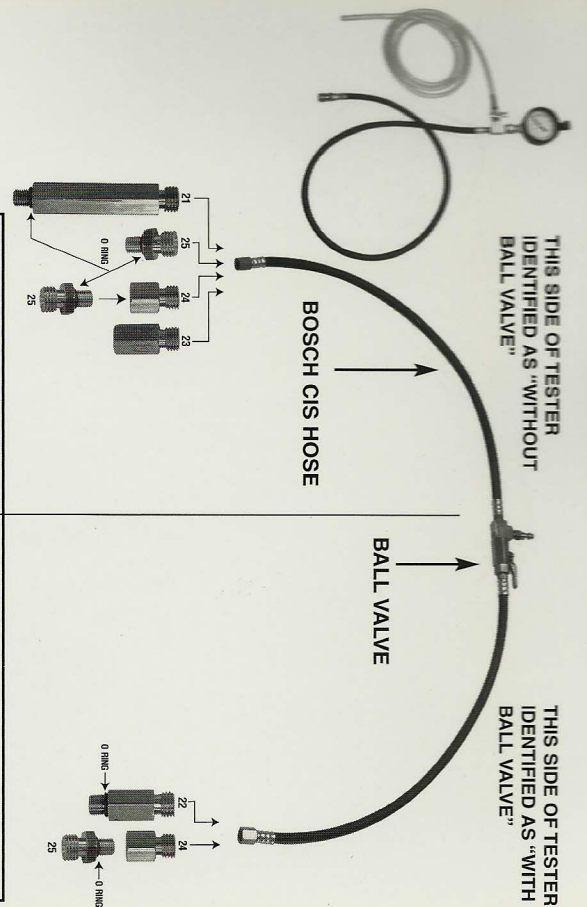 THIS SIDE OF TESTER
IDENTIFIED AS "WITHOUT
BALL VALVE"
THIS SIDE OF TESTER
IDENTIFIED AS "WITH
BALL VALVE"
BOSCH CIS HOSE
BALL VALVE
21
25
24
23
O RING
25
22
24
O RING
25
O RING